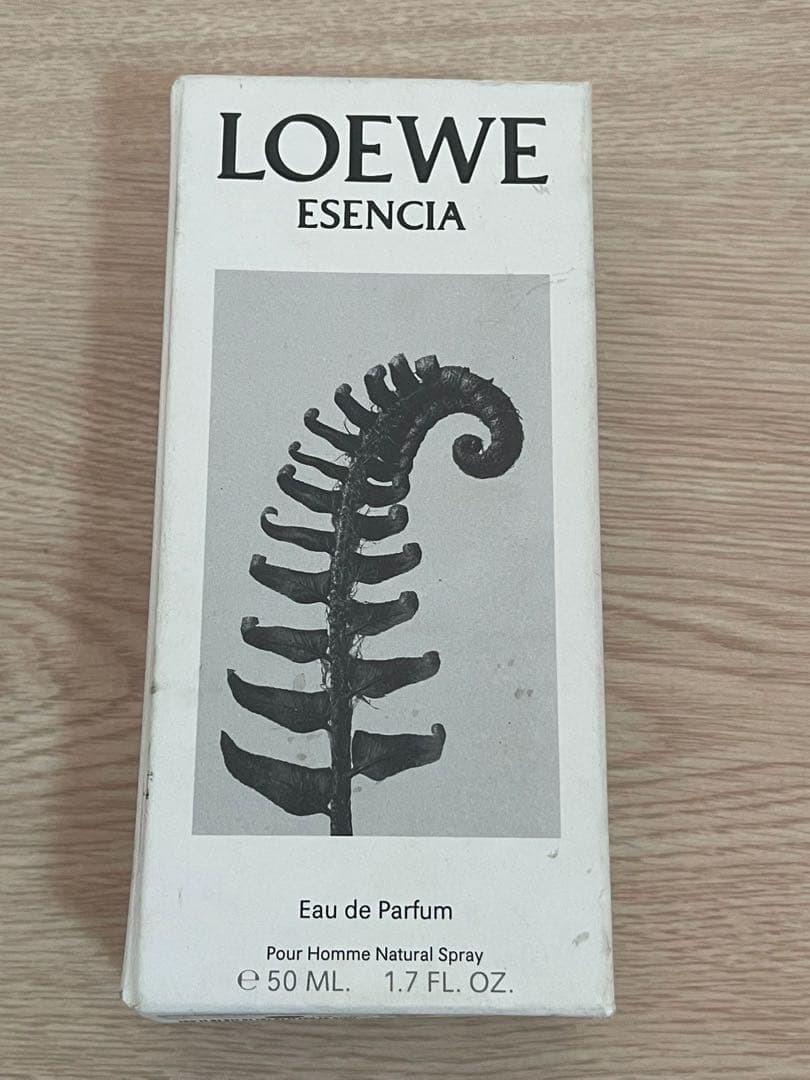 LOEWE
ESENCIA
Eau de Parfum
Pour Homme Natural Spray
℮ 50 ML. 1.7 FL. OZ.